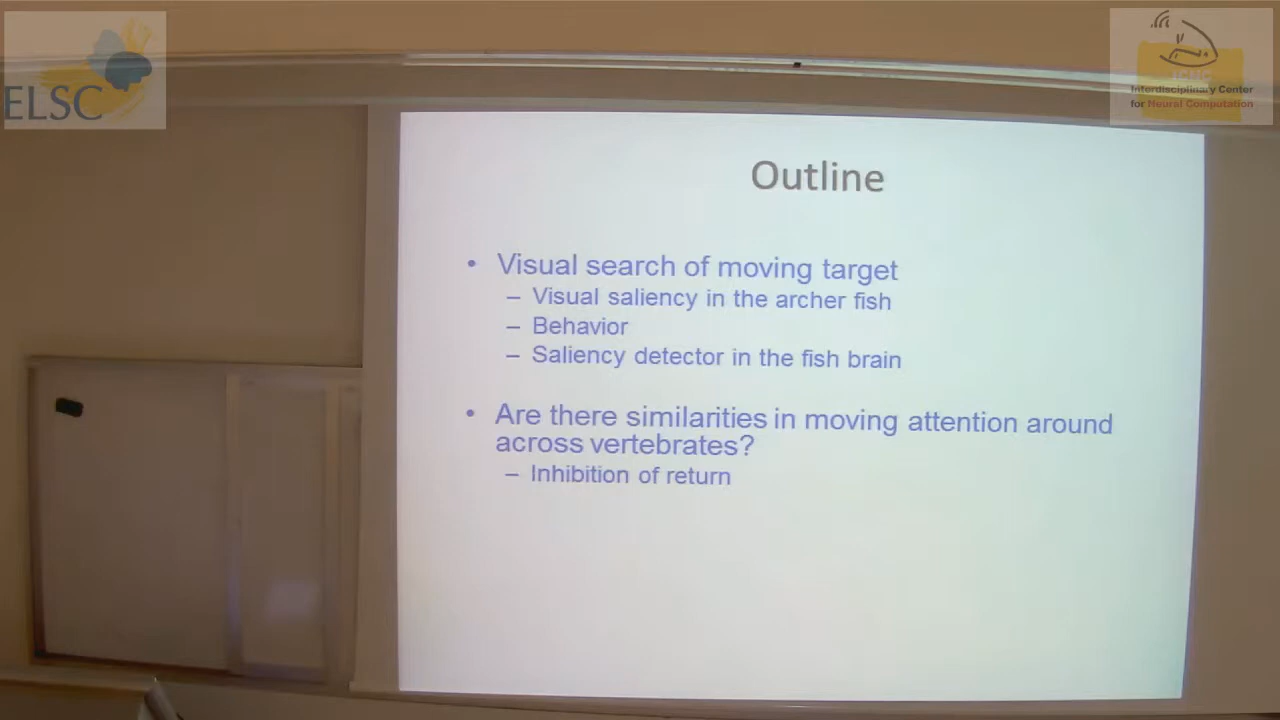 ELSC
Interdisciplinary Center
for Neural Computation
Outline
• Visual search of moving target
– Visual saliency in the archer fish
– Behavior
– Saliency detector in the fish brain
• Are there similarities in moving attention around
across vertebrates?
– Inhibition of return